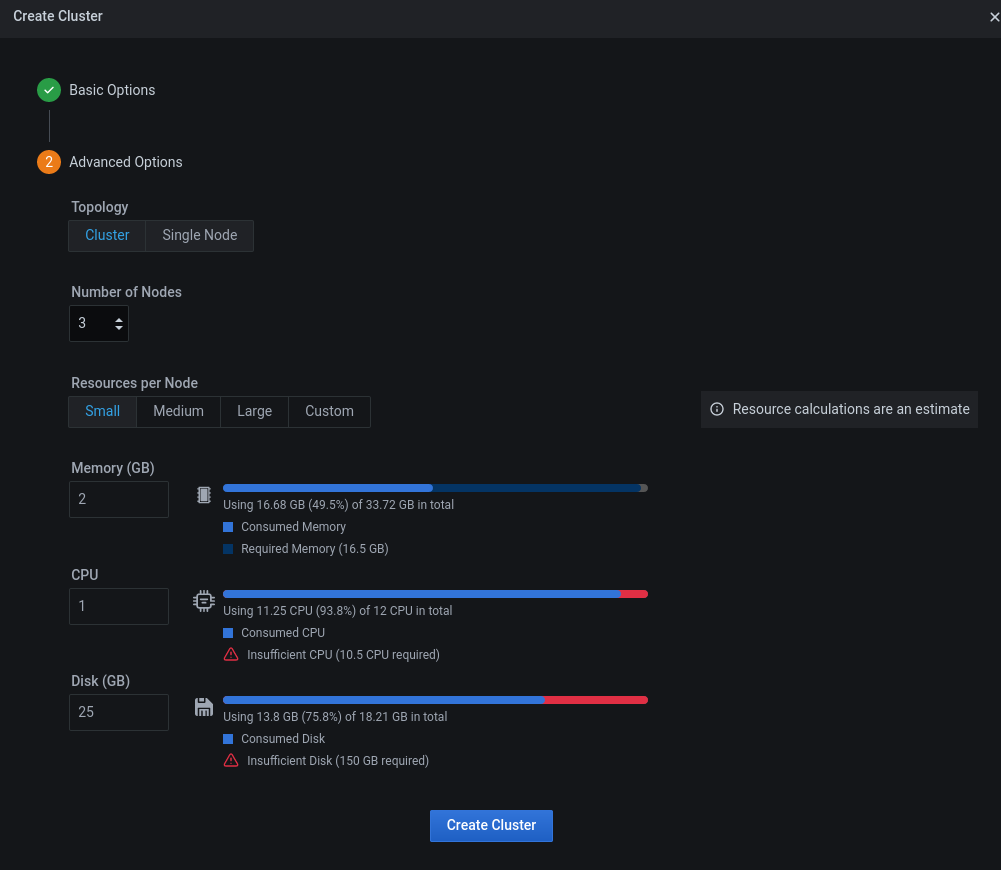 Create Cluster
Basic Options
2 Advanced Options
Topology
Cluster Single Node
Number of Nodes
3
Resources per Node
Small Medium Large Custom
Resource calculations are an estimate
Memory (GB)
2
Using 16.68 GB (49.5%) of 33.72 GB in total
Consumed Memory
Required Memory (16.5 GB)
CPU
1
Using 11.25 CPU (93.8%) of 12 CPU in total
Consumed CPU
Insufficient CPU (10.5 CPU required)
Disk (GB)
25
Using 13.8 GB (75.8%) of 18.21 GB in total
Consumed Disk
Insufficient Disk (150 GB required)
Create Cluster